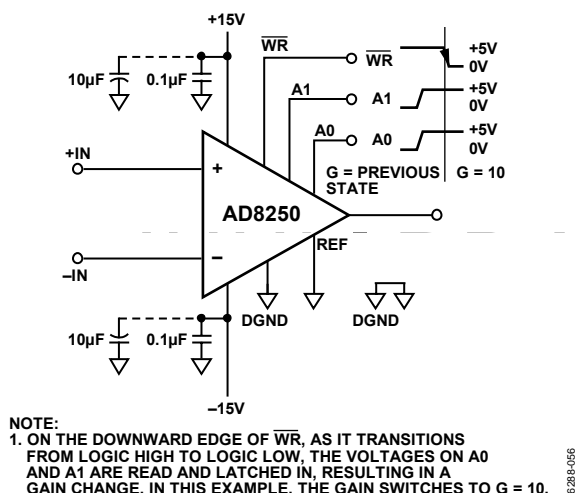 +15V
WR
WR
+5V
0V
10µF
0.1µF
A1
A1
+5V
0V
A0
A0
+5V
0V
+IN
+
G = PREVIOUS
STATE
G = 10
AD8250
REF
–
–IN
DGND
DGND
10µF
0.1µF
–15V
NOTE:
1. ON THE DOWNWARD EDGE OF WR, AS IT TRANSITIONS
FROM LOGIC HIGH TO LOGIC LOW, THE VOLTAGES ON A0
AND A1 ARE READ AND LATCHED IN, RESULTING IN A
GAIN CHANGE. IN THIS EXAMPLE, THE GAIN SWITCHES TO G = 10.
6288-056